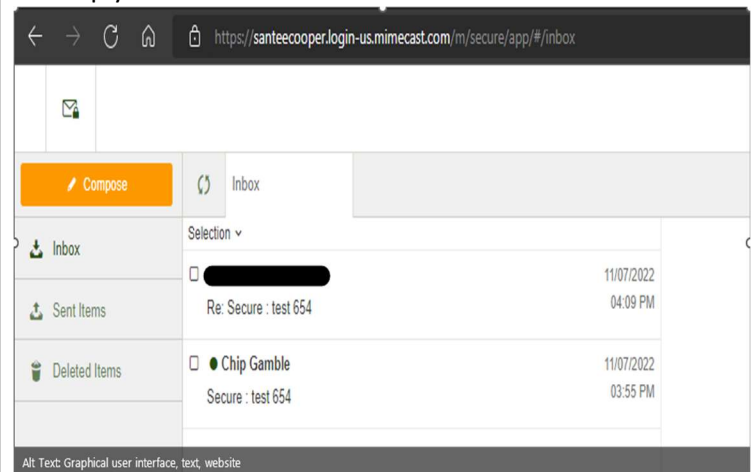 https://santeecooper.login-us.mimecast.com/m/secure/app/#/inbox
Compose
Inbox
Selection
Inbox
11/07/2022
Re: Secure : test 654
04:09 PM
Sent Items
Chip Gamble
11/07/2022
Deleted Items
Secure : test 654
03:55 PM
Alt Text: Graphical user interface, text, website